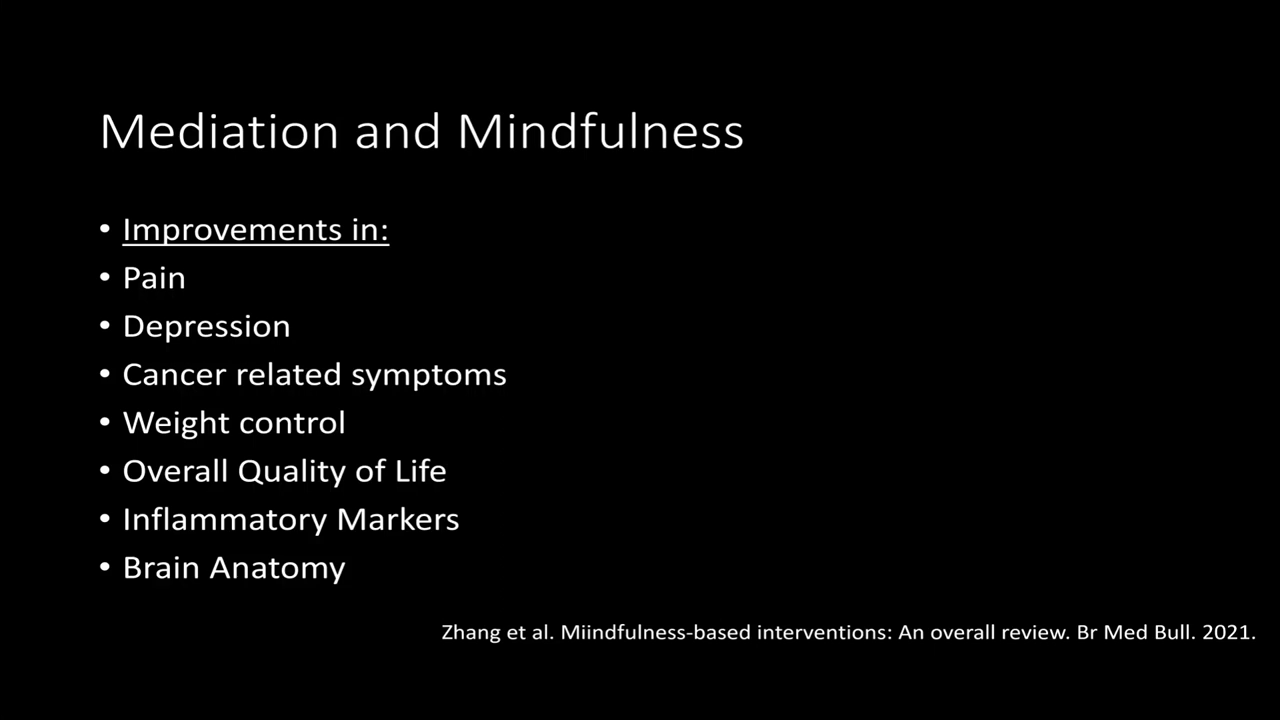 Mediation and Mindfulness
• Improvements in:
• Pain
• Depression
• Cancer related symptoms
• Weight control
• Overall Quality of Life
• Inflammatory Markers
• Brain Anatomy
Zhang et al. Miindfulness-based interventions: An overall review. Br Med Bull. 2021.